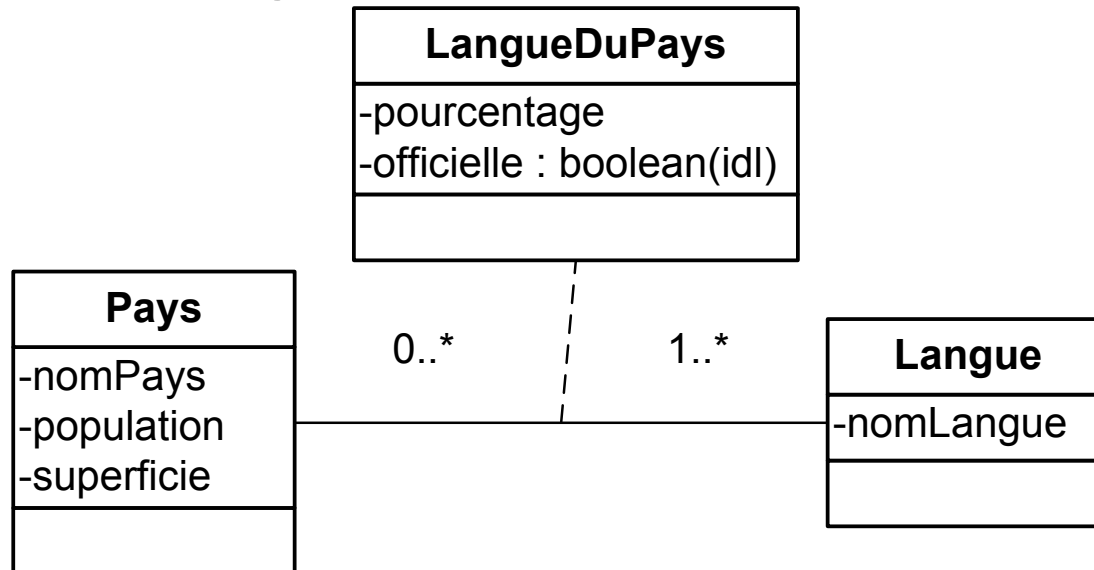 LangueDuPays
-pourcentage
-officielle : boolean(idl)
Pays
-nomPays
-population
-superficie
0..*
1..*
Langue
-nomLangue